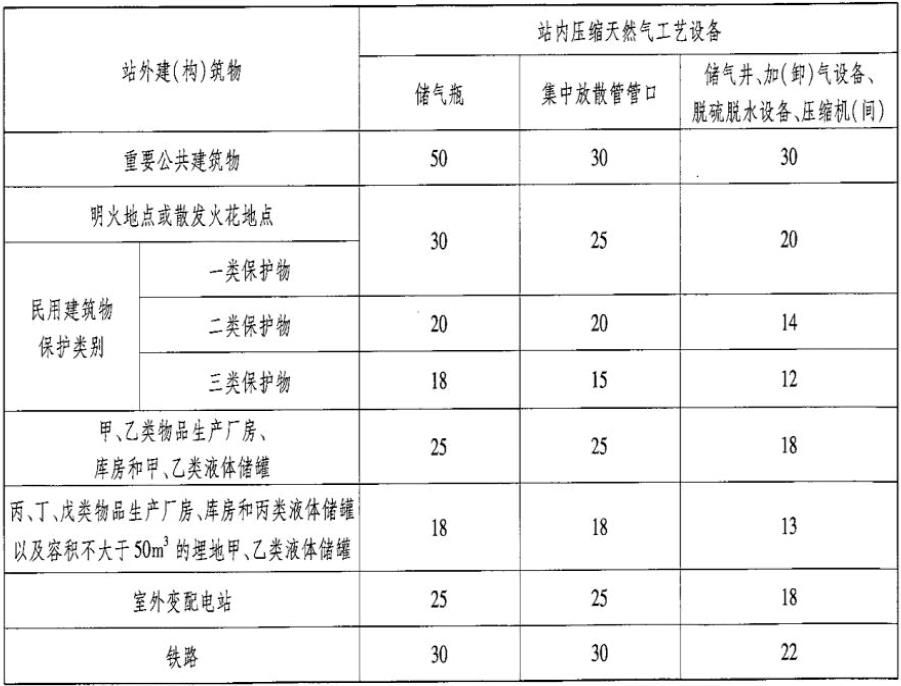 站外建(构)筑物
站内压缩天然气工艺设备
储气瓶
集中放散管管口
储气井、加(卸)气设备、
脱硫脱水设备、压缩机(间)
重要公共建筑物
50
30
30
明火地点或散发火花地点
30
25
20
民用建筑物
保护类别
一类保护物
二类保护物
20
20
14
三类保护物
18
15
12
甲、乙类物品生产厂房、
库房和甲、乙类液体储罐
25
25
18
丙、丁、戊类物品生产厂房、库房和丙类液体储罐
以及容积不大于50m³的埋地甲、乙类液体储罐
18
18
13
室外变配电站
25
25
18
铁路
30
30
22